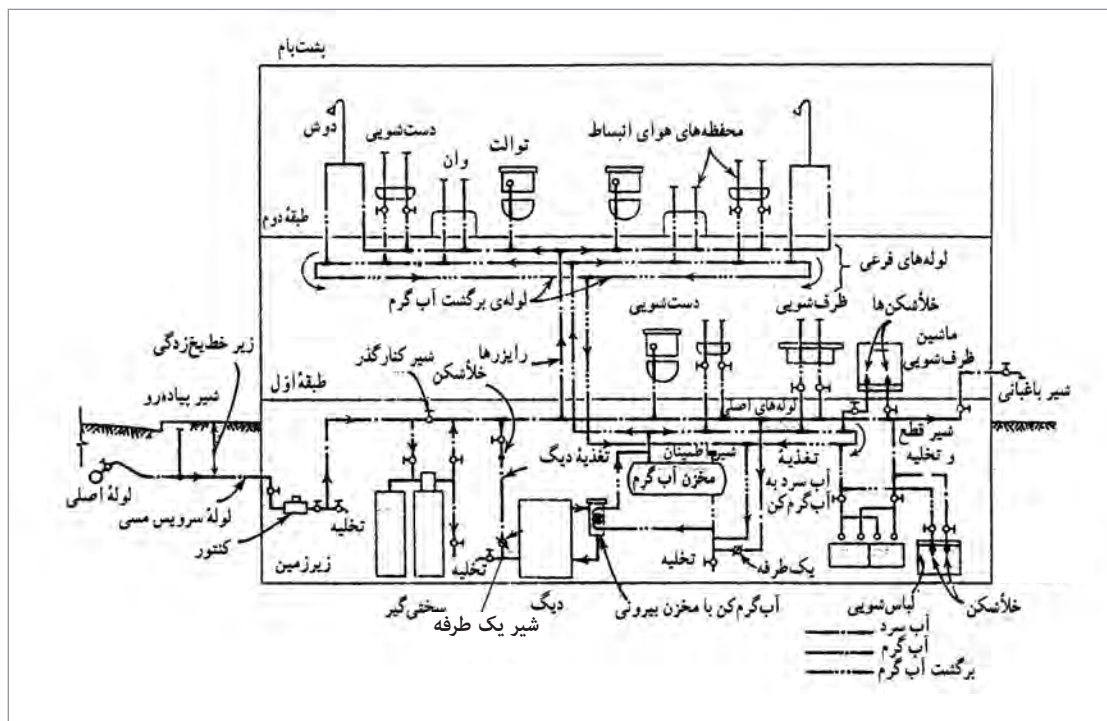 پشت‌بام
دوش
دست‌شویی
وان
توالت
محفظه‌های هوای انبساط
طبقهٔ دوم
لوله‌های فرعی
لوله‌ی برگشت آب گرم
زیر خط یخ‌زدگی
شیر پیاده‌رو
شیر کنارگذر
خلأشکن
رایزرها
دست‌شویی
ظرف‌شویی
خلأشکن‌ها
ماشین
ظرف‌شویی
شیر باغبانی
طبقهٔ اوّل
لوله‌های اصلی
شیر قطع
و تخلیه
لولهٔ اصلی
لولهٔ سرویس مسی
کنتور
تخلیه
تغذیهٔ دیگ
شیر اطمینان
مخزن آب گرم
تغذیهٔ
آب سرد به
آب‌گرم‌کن
زیرزمین
تخلیه
تخلیه
یک‌طرفه
سختی‌گیر
شیر یک طرفه
دیگ
آب‌گرم‌کن با مخزن بیرونی
لباس‌شویی
خلأشکن
آب سرد
آب گرم
برگشت آب گرم